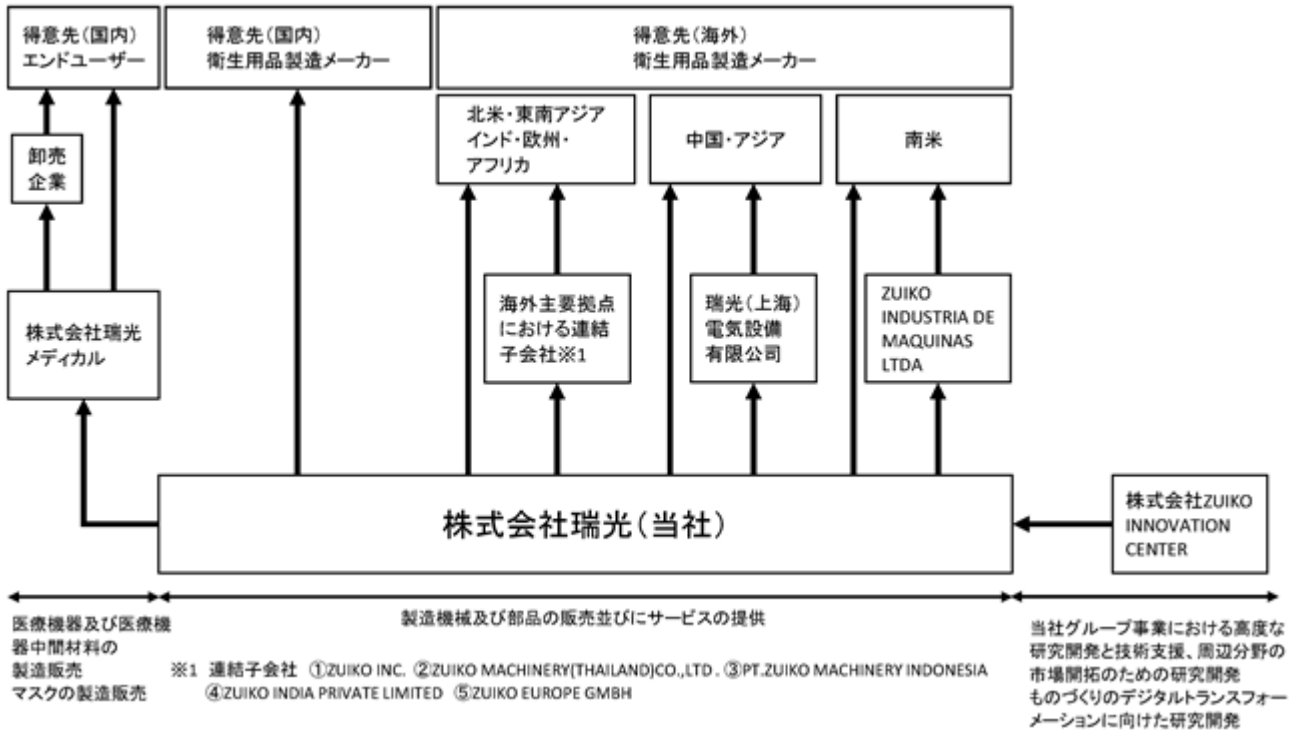 得意先(国内)
エンドユーザー
得意先(国内)
衛生用品製造メーカー
得意先(海外)
衛生用品製造メーカー
北米・東南アジア
インド・欧州・
アフリカ
中国・アジア
南米
卸売
企業
株式会社瑞光
メディカル
海外主要拠点
における連結
子会社※1
瑞光(上海)
電気設備
有限公司
ZUIKO
INDUSTRIA DE
MAQUINAS
LTDA
株式会社瑞光(当社)
株式会社ZUIKO
INNOVATION
CENTER
医療機器及び医療機
器中間材料の
製造販売
マスクの製造販売
製造機械及び部品の販売並びにサービスの提供
※1 連結子会社 ①ZUIKO INC. ②ZUIKO MACHINERY(THAILAND)CO.,LTD. ③PT.ZUIKO MACHINERY INDONESIA
④ZUIKO INDIA PRIVATE LIMITED ⑤ZUIKO EUROPE GMBH
当社グループ事業における高度な
研究開発と技術支援、周辺分野の
市場開拓のための研究開発
ものづくりのデジタルトランスフォー
メーションに向けた研究開発